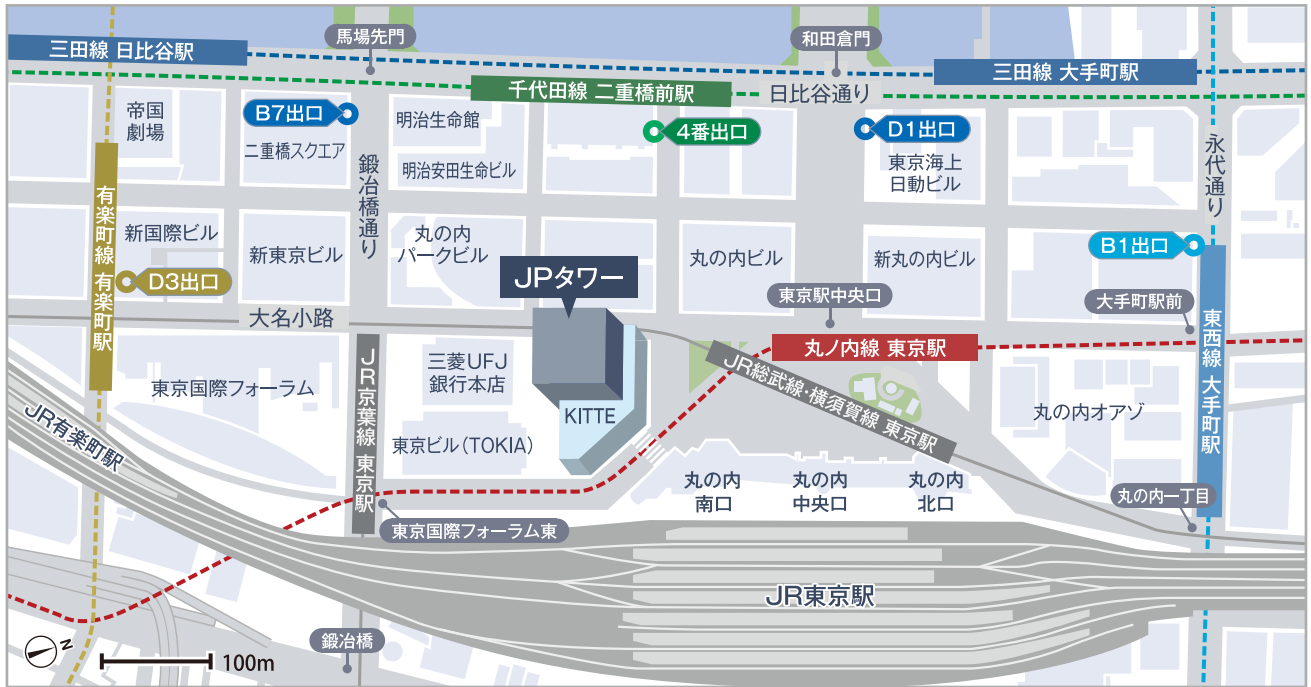 馬場先門
和田倉門
三田線 日比谷駅
三田線 大手町駅
千代田線 二重橋前駅
日比谷通り
帝国
劇場
B7出口
二重橋スクエア
明治生命館
明治安田生命ビル
4番出口
D1出口
東京海上
日動ビル
永代通り
鍛冶橋通り
有楽町線 有楽町駅
新国際ビル
D3出口
新東京ビル
丸の内
パークビル
JPタワー
丸の内ビル
新丸の内ビル
B1出口
東京駅中央口
大手町駅前
大名小路
丸ノ内線 東京駅
東西線 大手町駅
JR京葉線 東京駅
三菱UFJ
銀行本店
JR総武線・横須賀線 東京駅
東京国際フォーラム
KITTE
丸の内オアゾ
JR有楽町駅
東京ビル(TOKIA)
丸の内
南口
丸の内
中央口
丸の内
北口
丸の内一丁目
東京国際フォーラム東
JR東京駅
鍛冶橋
N
100m